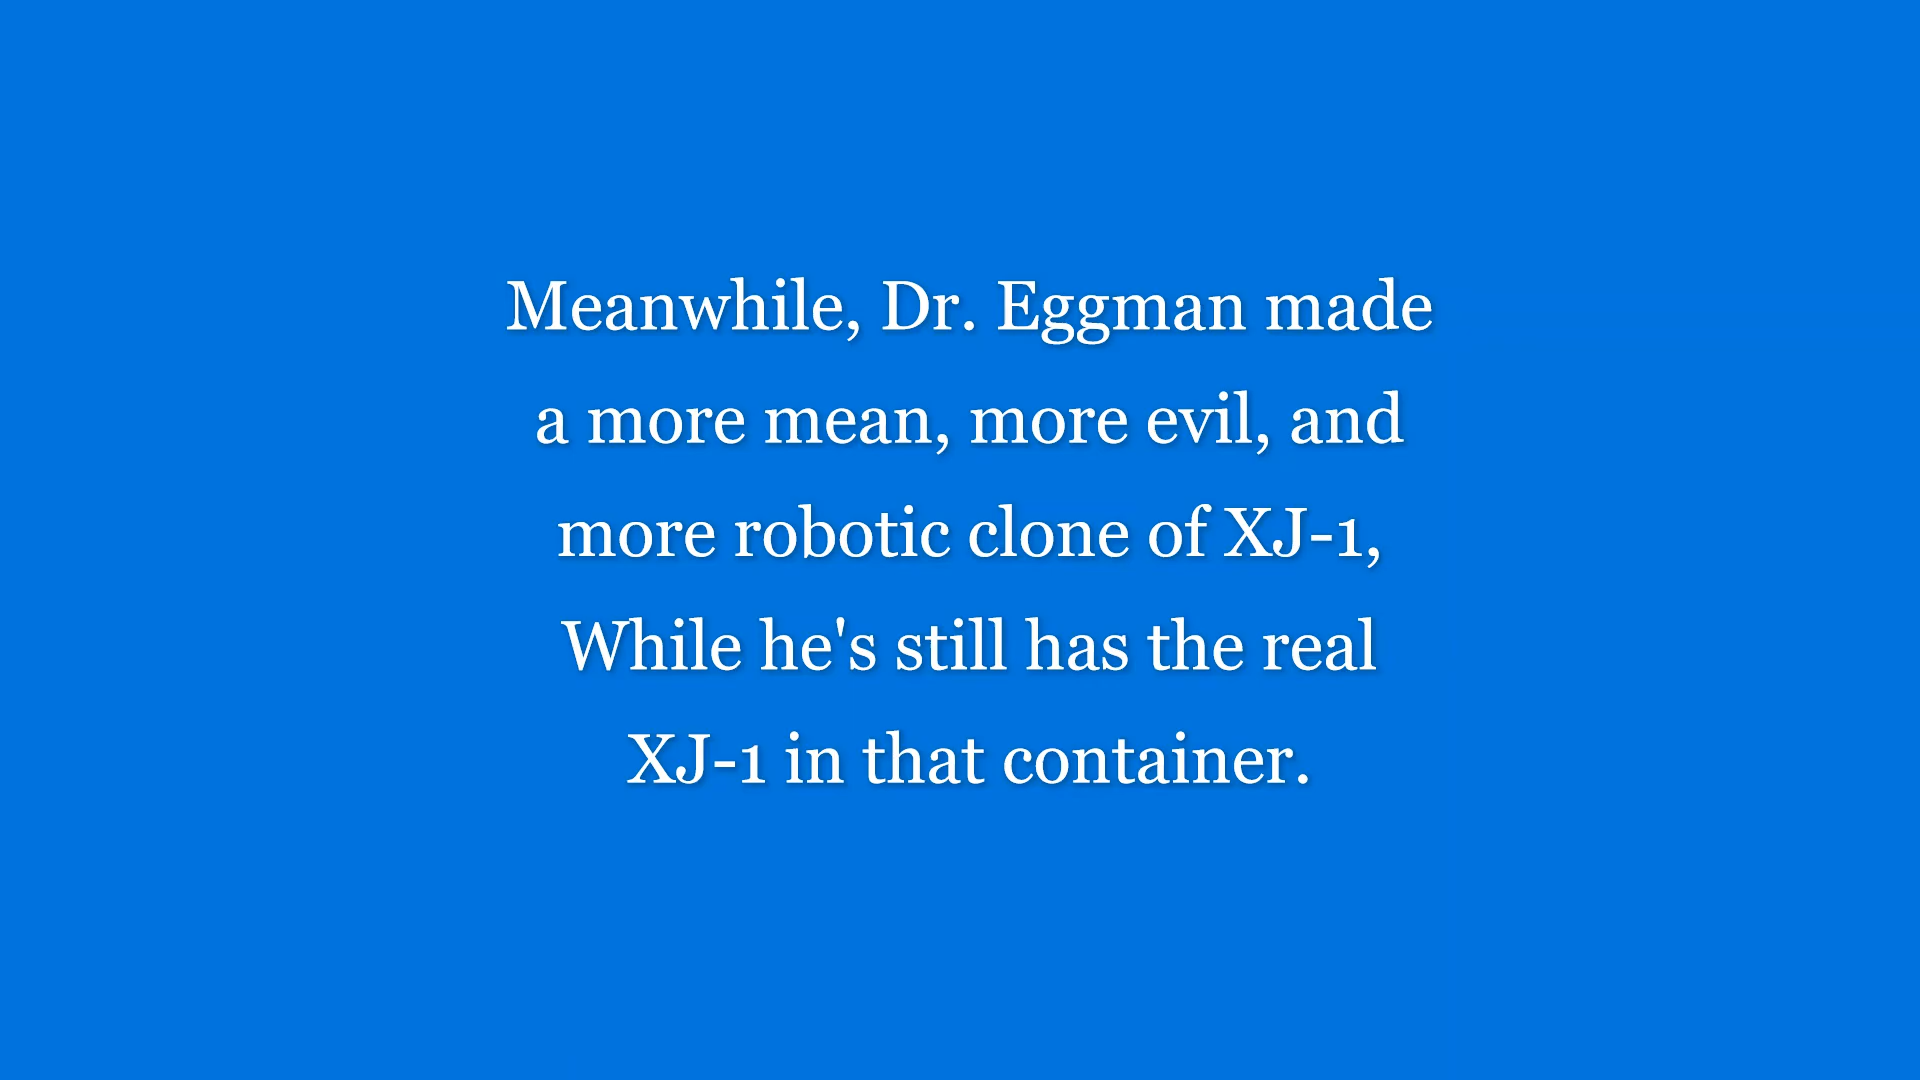 Meanwhile, Dr. Eggman made
a more mean, more evil, and
more robotic clone of XJ-1,
While he's still has the real
XJ-1 in that container.